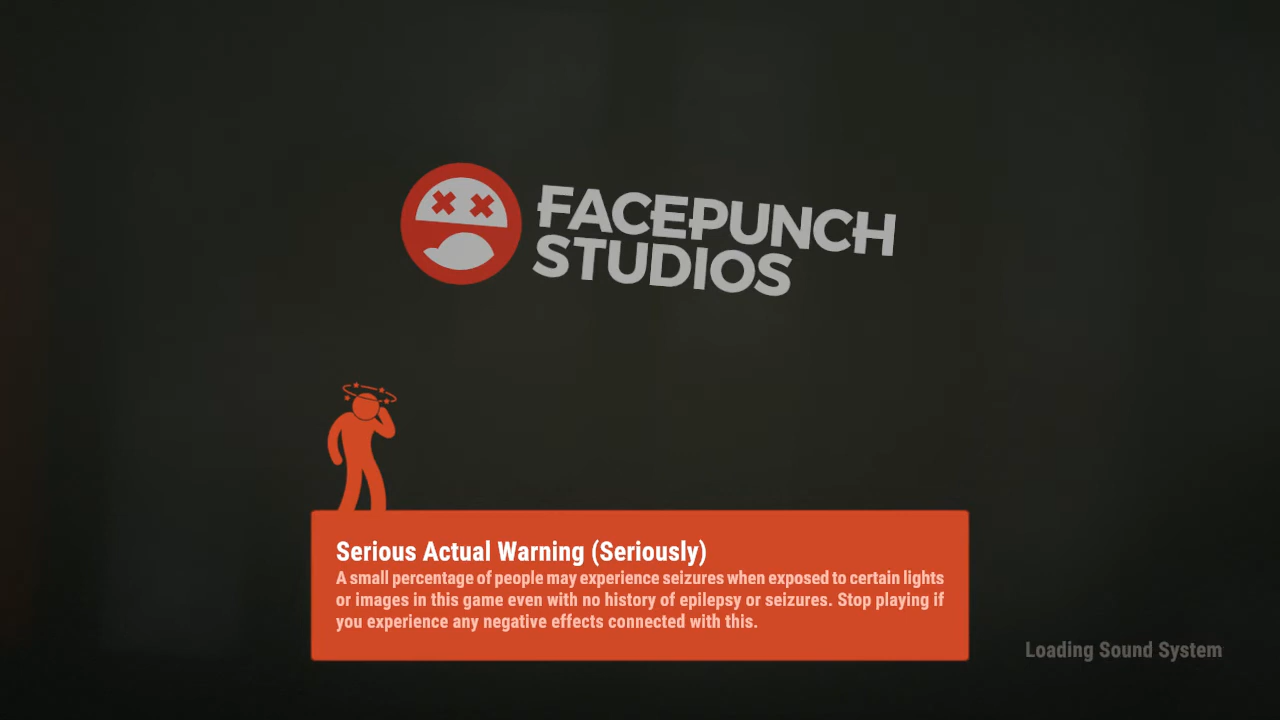 FACEPUNCH
STUDIOS
Serious Actual Warning (Seriously)
A small percentage of people may experience seizures when exposed to certain lights
or images in this game even with no history of epilepsy or seizures. Stop playing if
you experience any negative effects connected with this.
Loading Sound System